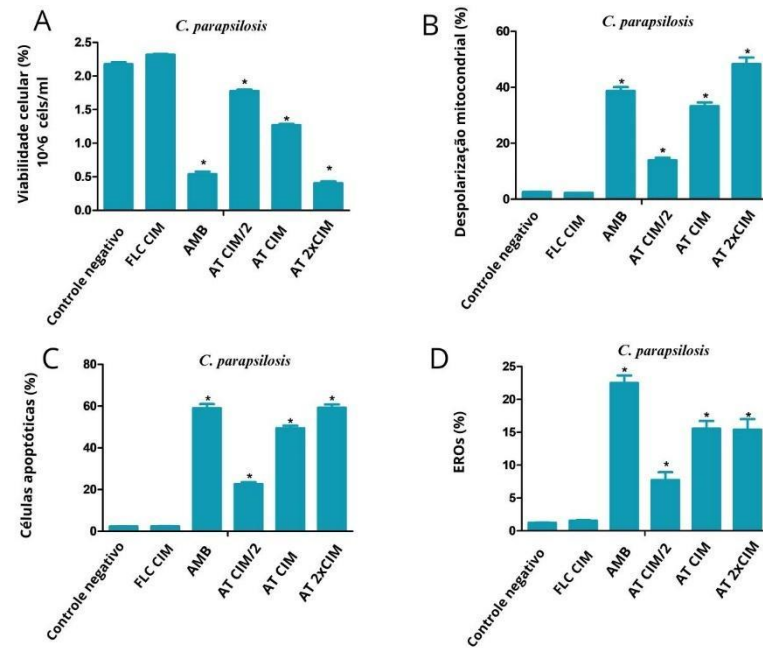 A
C. parapsilosis
Viabilidade celular (%)
10^6 céls/ml
2.5
2.0
1.5
1.0
0.5
0.0
*
*
*
*
Controle negativo
FLC CIM
AMB
AT CIM/2
AT CIM
AT 2xCIM
B
C. parapsilosis
Despolarização mitocondrial (%)
60
40
20
0
*
*
*
*
Controle negativo
FLC CIM
AMB
AT CIM/2
AT CIM
AT 2xCIM
C
C. parapsilosis
Células apoptóticas (%)
80
60
40
20
0
*
*
*
*
Controle negativo
FLC CIM
AMB
AT CIM/2
AT CIM
AT 2xCIM
D
C. parapsilosis
EROs (%)
25
20
15
10
5
0
*
*
*
*
Controle negativo
FLC CIM
AMB
AT CIM/2
AT CIM
AT 2xCIM